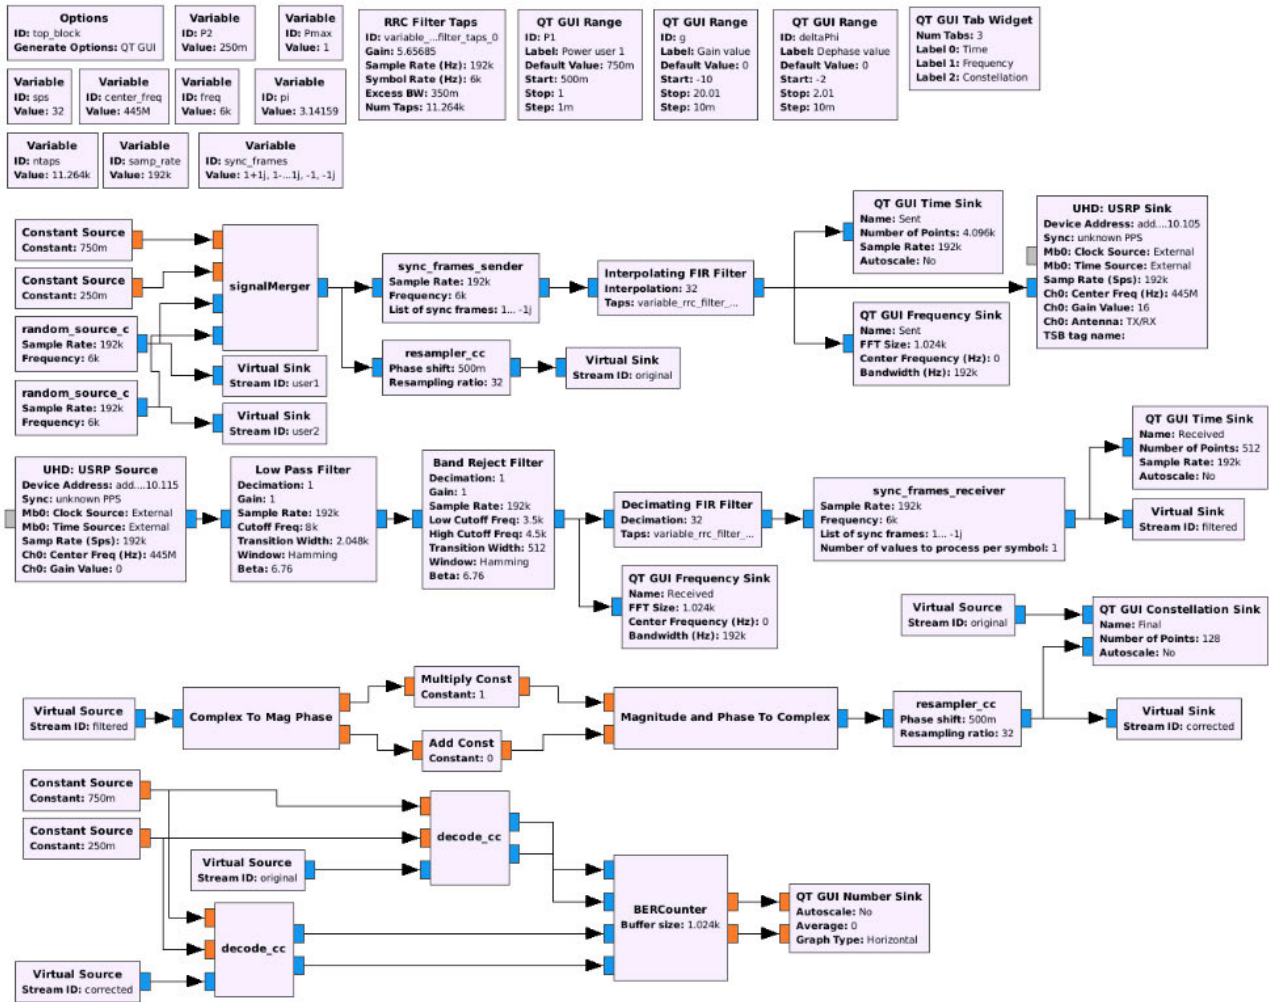 Options
ID: top_block
Generate Options: QT GUI
Variable
ID: P2
Value: 250m
Variable
ID: Pmax
Value: 1
RRC Filter Taps
ID: variable_...filter_taps_0
Gain: 5.65685
Sample Rate (Hz): 192k
Symbol Rate (Hz): 6k
Excess BW: 350m
Num Taps: 11.264k
QT GUI Range
ID: P1
Label: Power user 1
Default Value: 750m
Start: 500m
Stop: 1
Step: 1m
QT GUI Range
ID: g
Label: Gain value
Default Value: 0
Start: -10
Stop: 20.01
Step: 10m
QT GUI Range
ID: deltaPhi
Label: Dephase value
Default Value: 0
Start: -2
Stop: 2.01
Step: 10m
QT GUI Tab Widget
Num Tabs: 3
Label 0: Time
Label 1: Frequency
Label 2: Constellation
Variable
ID: sps
Value: 32
Variable
ID: center_freq
Value: 445M
Variable
ID: freq
Value: 6k
Variable
ID: pi
Value: 3.14159
Variable
ID: ntaps
Value: 11.264k
Variable
ID: samp_rate
Value: 192k
Variable
ID: sync_frames
Value: 1+1j, 1-...1j, -1, -1j
Constant Source
Constant: 750m
Constant Source
Constant: 250m
random_source_c
Sample Rate: 192k
Frequency: 6k
random_source_c
Sample Rate: 192k
Frequency: 6k
signalMerger
Virtual Sink
Stream ID: user1
Virtual Sink
Stream ID: user2
sync_frames_sender
Sample Rate: 192k
Frequency: 6k
List of sync frames: 1... -1j
resampler_cc
Phase shift: 500m
Resampling ratio: 32
Interpolating FIR Filter
Interpolation: 32
Taps: variable_rrc_filter_...
Virtual Sink
Stream ID: original
QT GUI Time Sink
Name: Sent
Number of Points: 4.096k
Sample Rate: 192k
Autoscale: No
QT GUI Frequency Sink
Name: Sent
FFT Size: 1.024k
Center Frequency (Hz): 0
Bandwidth (Hz): 192k
UHD: USRP Sink
Device Address: add....10.105
Sync: unknown PPS
Mb0: Clock Source: External
Mb0: Time Source: External
Samp Rate (Sps): 192k
Ch0: Center Freq (Hz): 445M
Ch0: Gain Value: 16
Ch0: Antenna: TX/RX
TSB tag name:
UHD: USRP Source
Device Address: add....10.115
Sync: unknown PPS
Mb0: Clock Source: External
Mb0: Time Source: External
Samp Rate (Sps): 192k
Ch0: Center Freq (Hz): 445M
Ch0: Gain Value: 0
Low Pass Filter
Decimation: 1
Gain: 1
Sample Rate: 192k
Cutoff Freq: 8k
Transition Width: 2.048k
Window: Hamming
Beta: 6.76
Band Reject Filter
Decimation: 1
Gain: 1
Sample Rate: 192k
Low Cutoff Freq: 3.5k
High Cutoff Freq: 4.5k
Transition Width: 512
Window: Hamming
Beta: 6.76
Decimating FIR Filter
Decimation: 32
Taps: variable_rrc_filter_...
QT GUI Frequency Sink
Name: Received
FFT Size: 1.024k
Center Frequency (Hz): 0
Bandwidth (Hz): 192k
sync_frames_receiver
Sample Rate: 192k
Frequency: 6k
List of sync frames: 1... -1j
Number of values to process per symbol: 1
QT GUI Time Sink
Name: Received
Number of Points: 512
Sample Rate: 192k
Autoscale: No
Virtual Sink
Stream ID: filtered
Virtual Source
Stream ID: original
QT GUI Constellation Sink
Name: Final
Number of Points: 128
Autoscale: No
Virtual Source
Stream ID: filtered
Complex To Mag Phase
Multiply Const
Constant: 1
Add Const
Constant: 0
Magnitude and Phase To Complex
resampler_cc
Phase shift: 500m
Resampling ratio: 32
Virtual Sink
Stream ID: corrected
Constant Source
Constant: 750m
Constant Source
Constant: 250m
Virtual Source
Stream ID: original
decode_cc
decode_cc
Virtual Source
Stream ID: corrected
BERCounter
Buffer size: 1.024k
QT GUI Number Sink
Autoscale: No
Average: 0
Graph Type: Horizontal